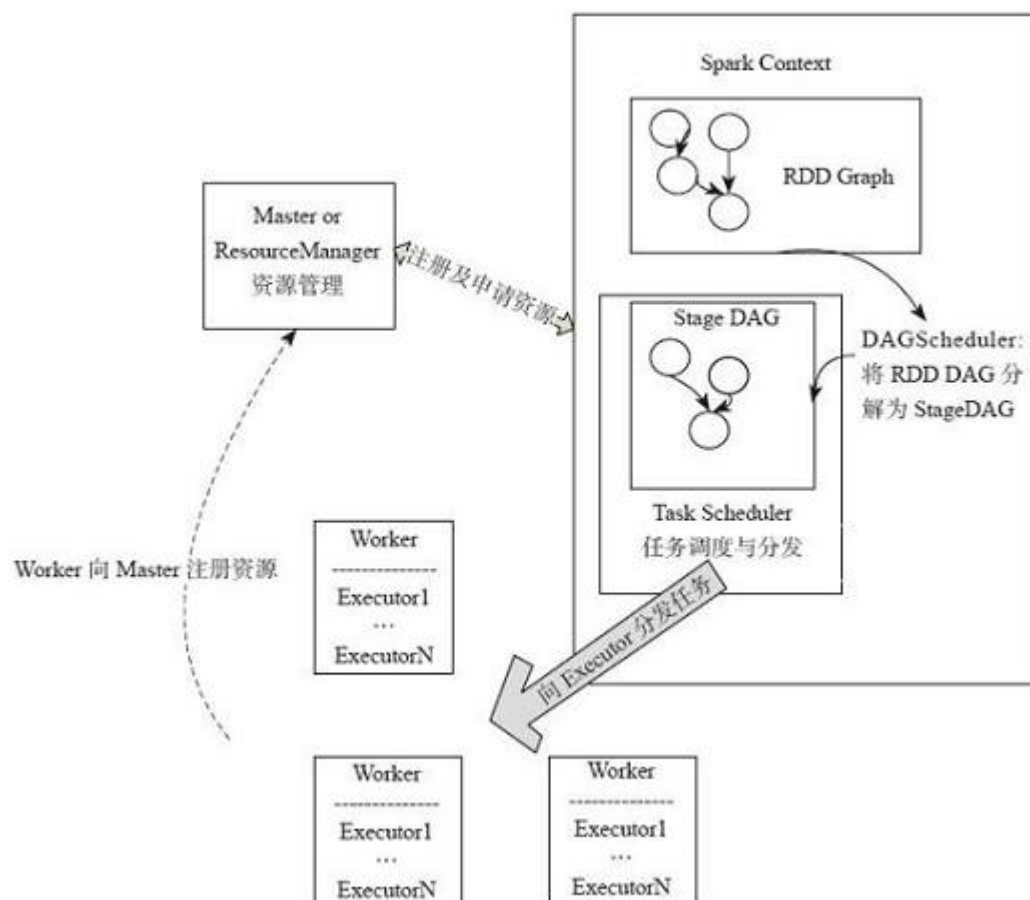 Spark Context
RDD Graph
Master or
ResourceManager
资源管理
注册及申请资源
Stage DAG
DAGScheduler:
将 RDD DAG 分
解为 StageDAG
Task Scheduler
任务调度与分发
Worker 向 Master 注册资源
Worker
Executor1
...
ExecutorN
向 Executor 分发任务
Worker
Executor1
...
ExecutorN
Worker
Executor1
...
ExecutorN